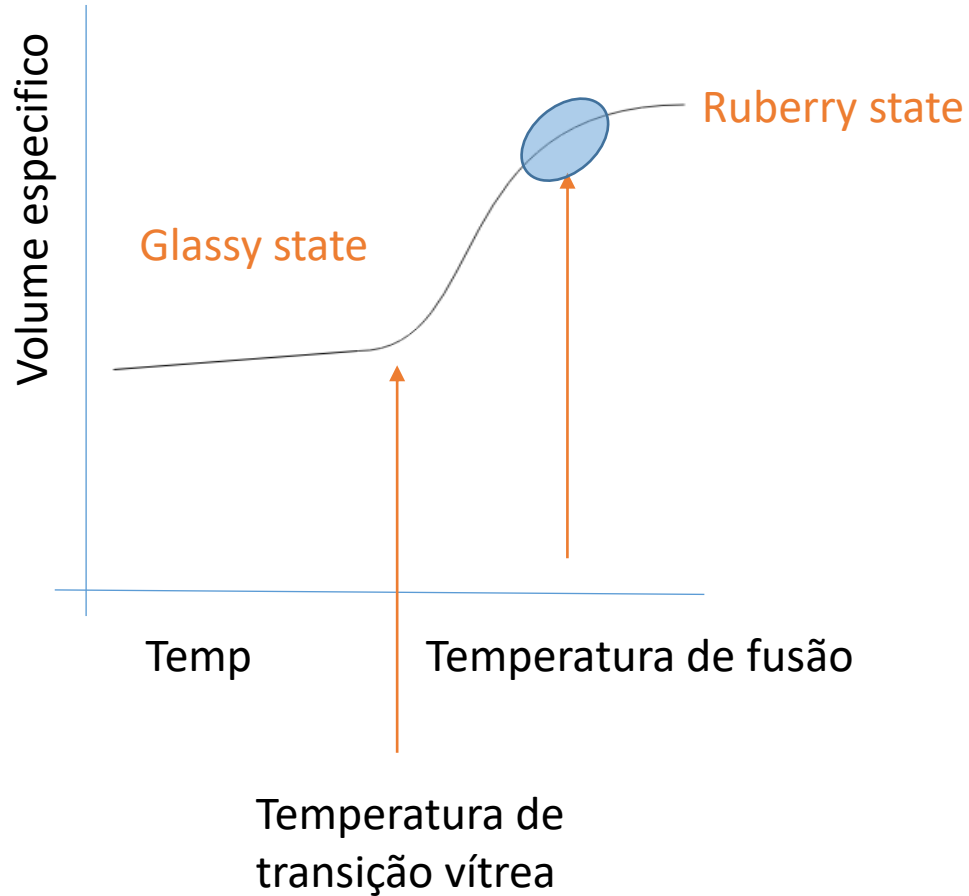 Volume especifico
Ruberry state
Glassy state
Temp
Temperatura de fusão
Temperatura de
transição vítrea